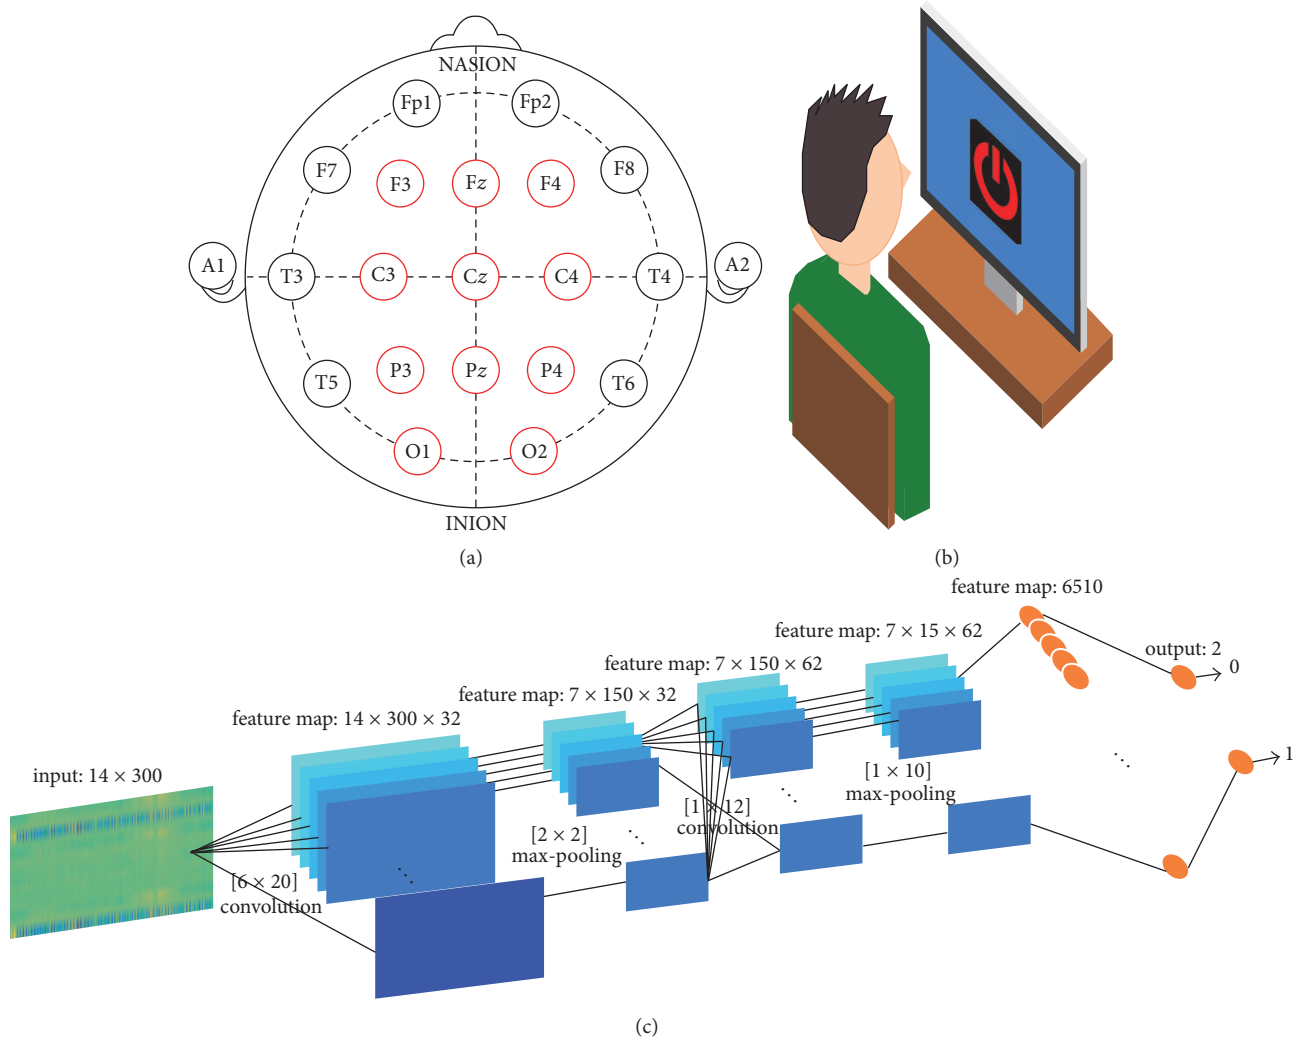 NASION
Fp1 Fp2
F7 F3 Fz F4 F8
A1 T3 C3 Cz C4 T4 A2
T5 P3 Pz P4 T6
O1 O2
INION
(a)
(b)
feature map: 6510
feature map: 7 × 15 × 62
output: 2
0
feature map: 7 × 150 × 62
feature map: 7 × 150 × 32
feature map: 14 × 300 × 32
input: 14 × 300
1
[6 × 20]
convolution
[2 × 2]
max-pooling
[1 × 12]
convolution
[1 × 10]
max-pooling
(c)